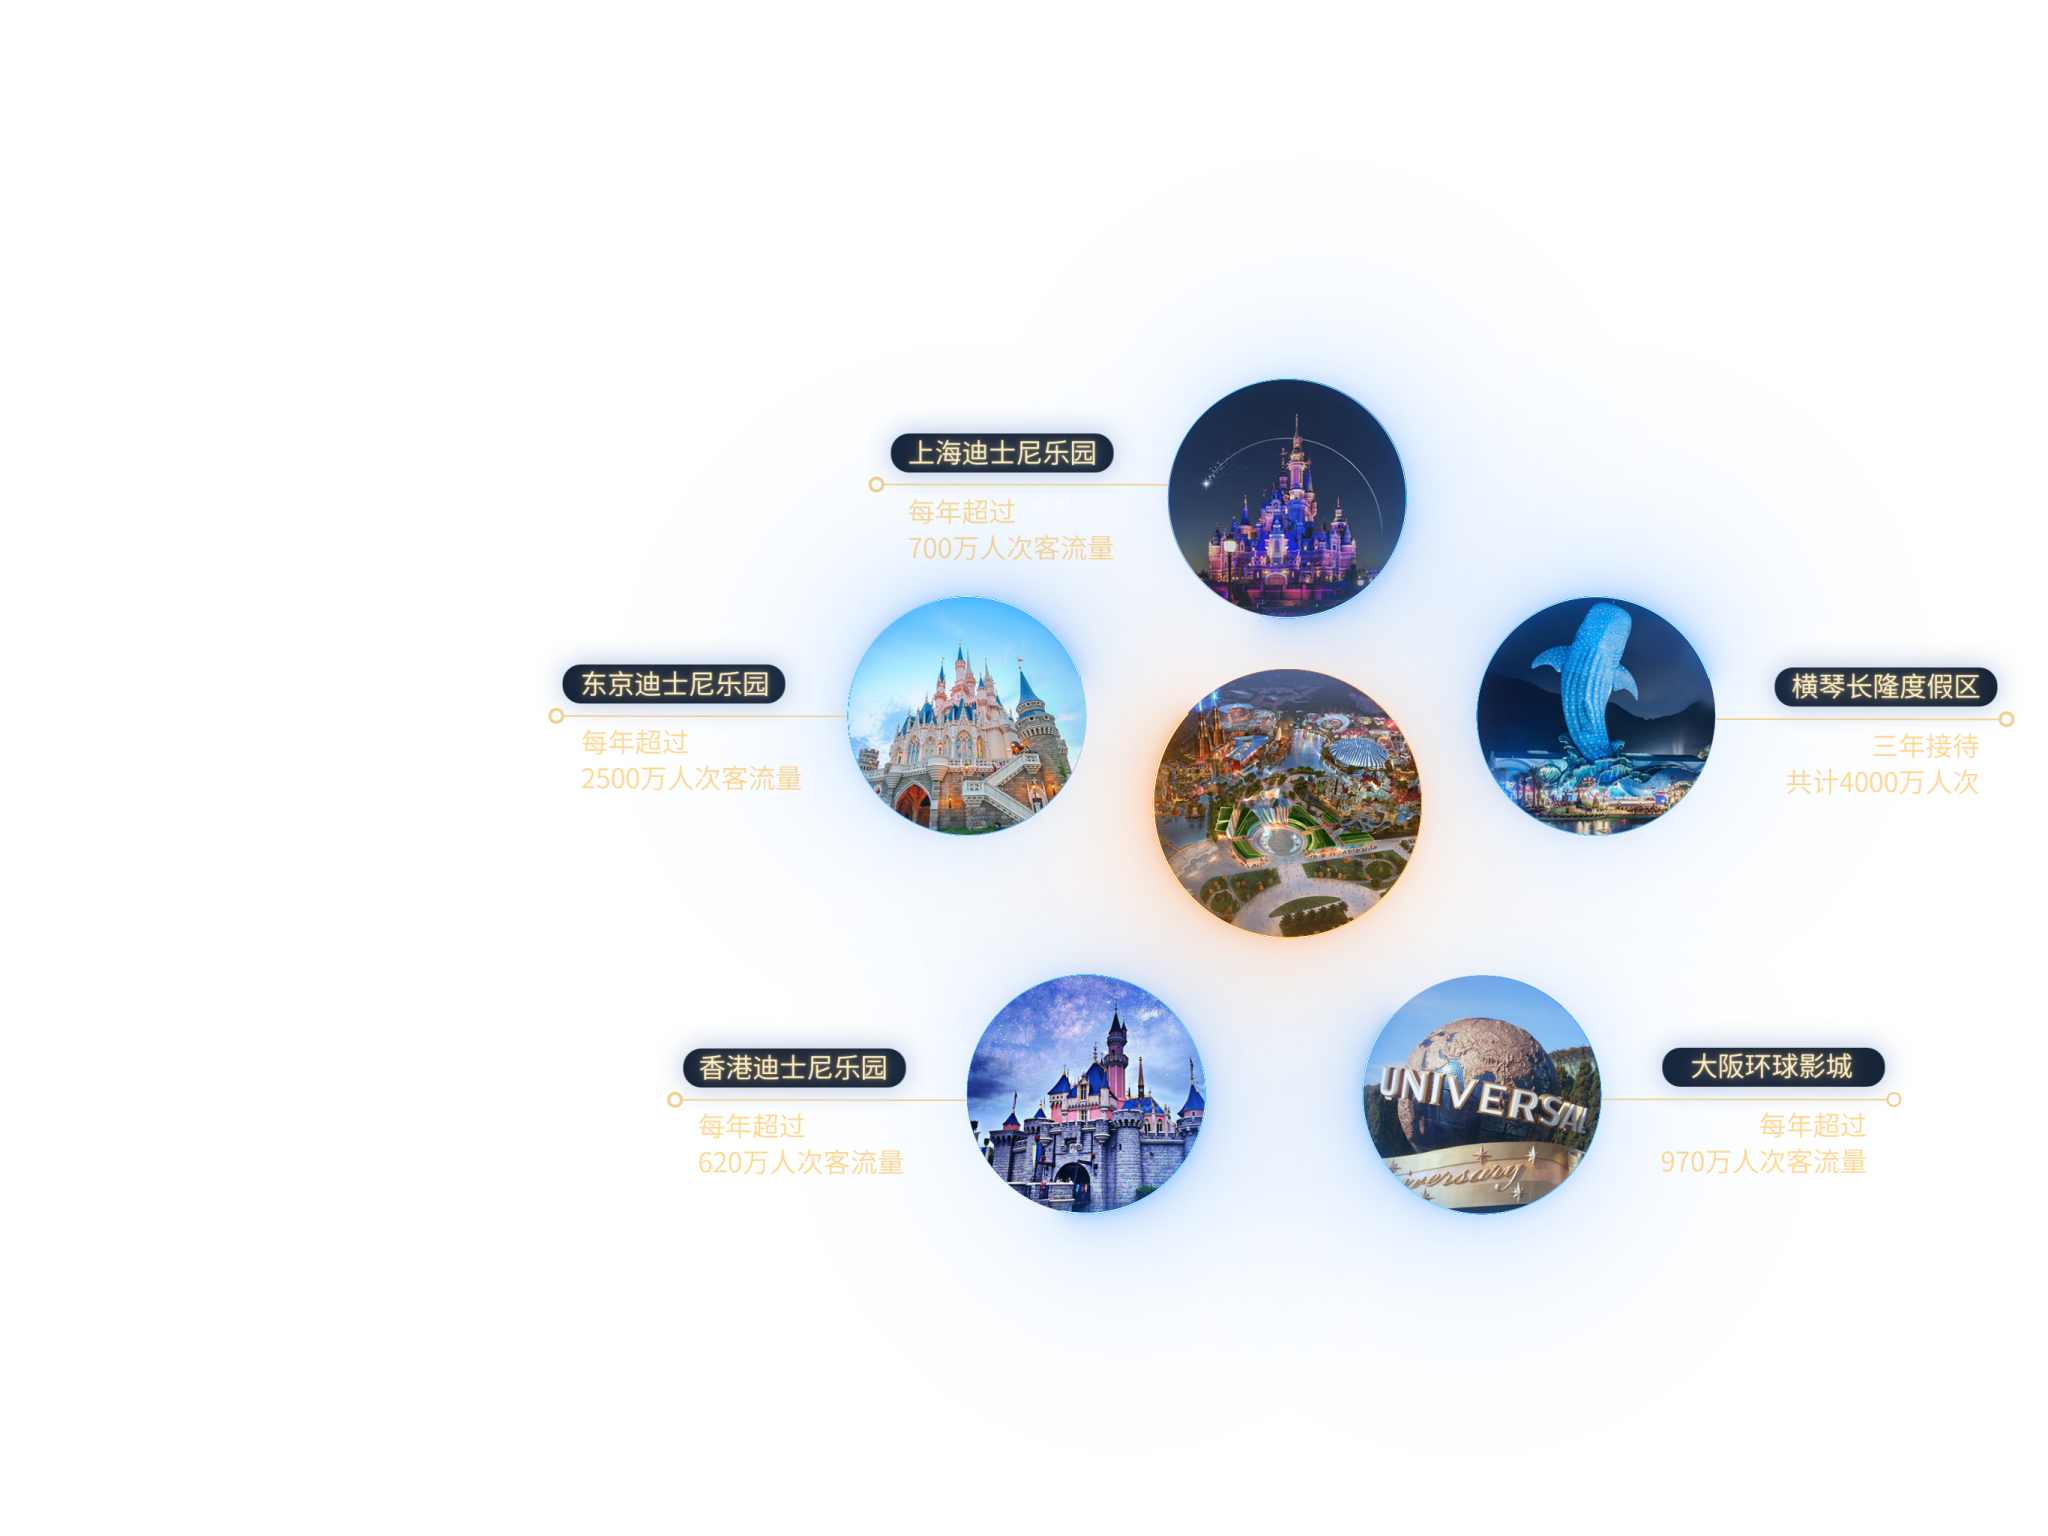 上海迪士尼乐园
每年超过
700万人次客流量
东京迪士尼乐园
每年超过
2500万人次客流量
横琴长隆度假区
三年接待
共计4000万人次
香港迪士尼乐园
每年超过
620万人次客流量
UNIVERSAL
iversary
大阪环球影城
每年超过
970万人次客流量